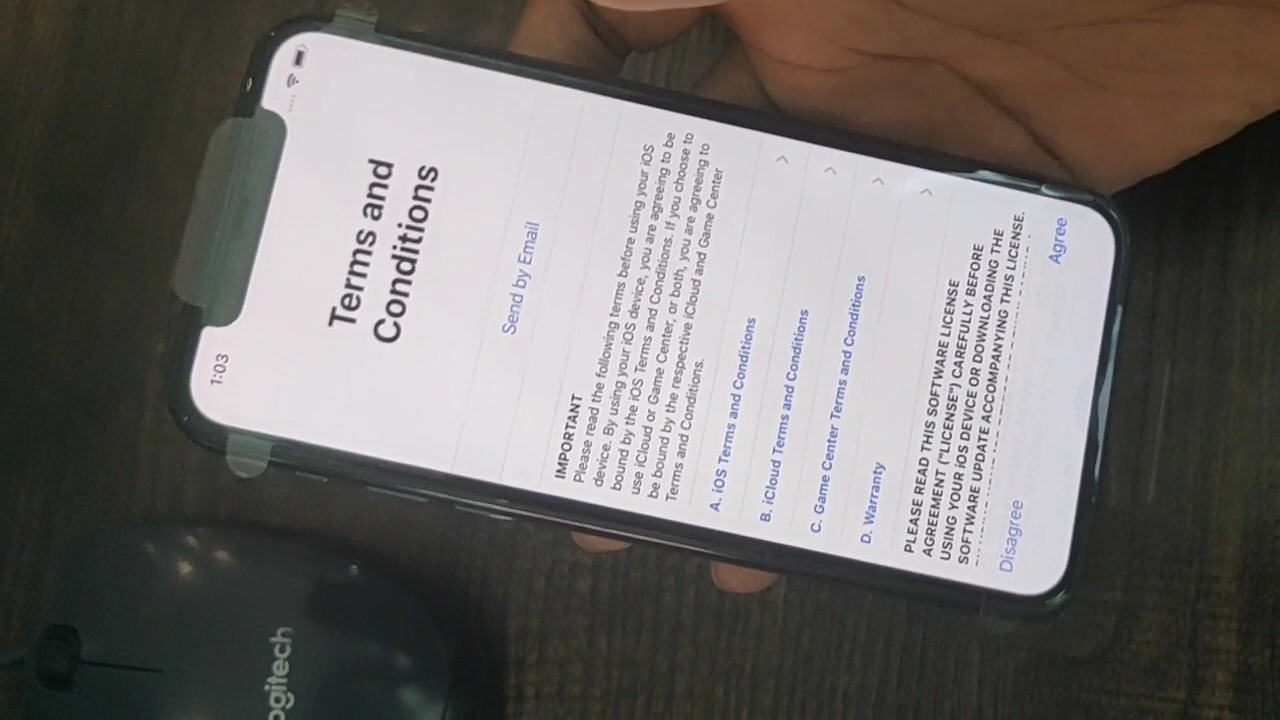 1:03
Terms and
Conditions
Send by Email
IMPORTANT
Please read the following terms before using your iOS
device. By using your iOS device, you are agreeing to be
bound by the iOS Terms and Conditions. If you choose to
use iCloud or Game Center, or both, you are agreeing to
be bound by the respective iCloud and Game Center
Terms and Conditions.
A. iOS Terms and Conditions
B. iCloud Terms and Conditions
C. Game Center Terms and Conditions
D. Warranty
PLEASE READ THIS SOFTWARE LICENSE
AGREEMENT ("LICENSE") CAREFULLY BEFORE
USING YOUR iOS DEVICE OR DOWNLOADING THE
SOFTWARE UPDATE ACCOMPANYING THIS LICENSE.
Disagree
Agree
ogitech